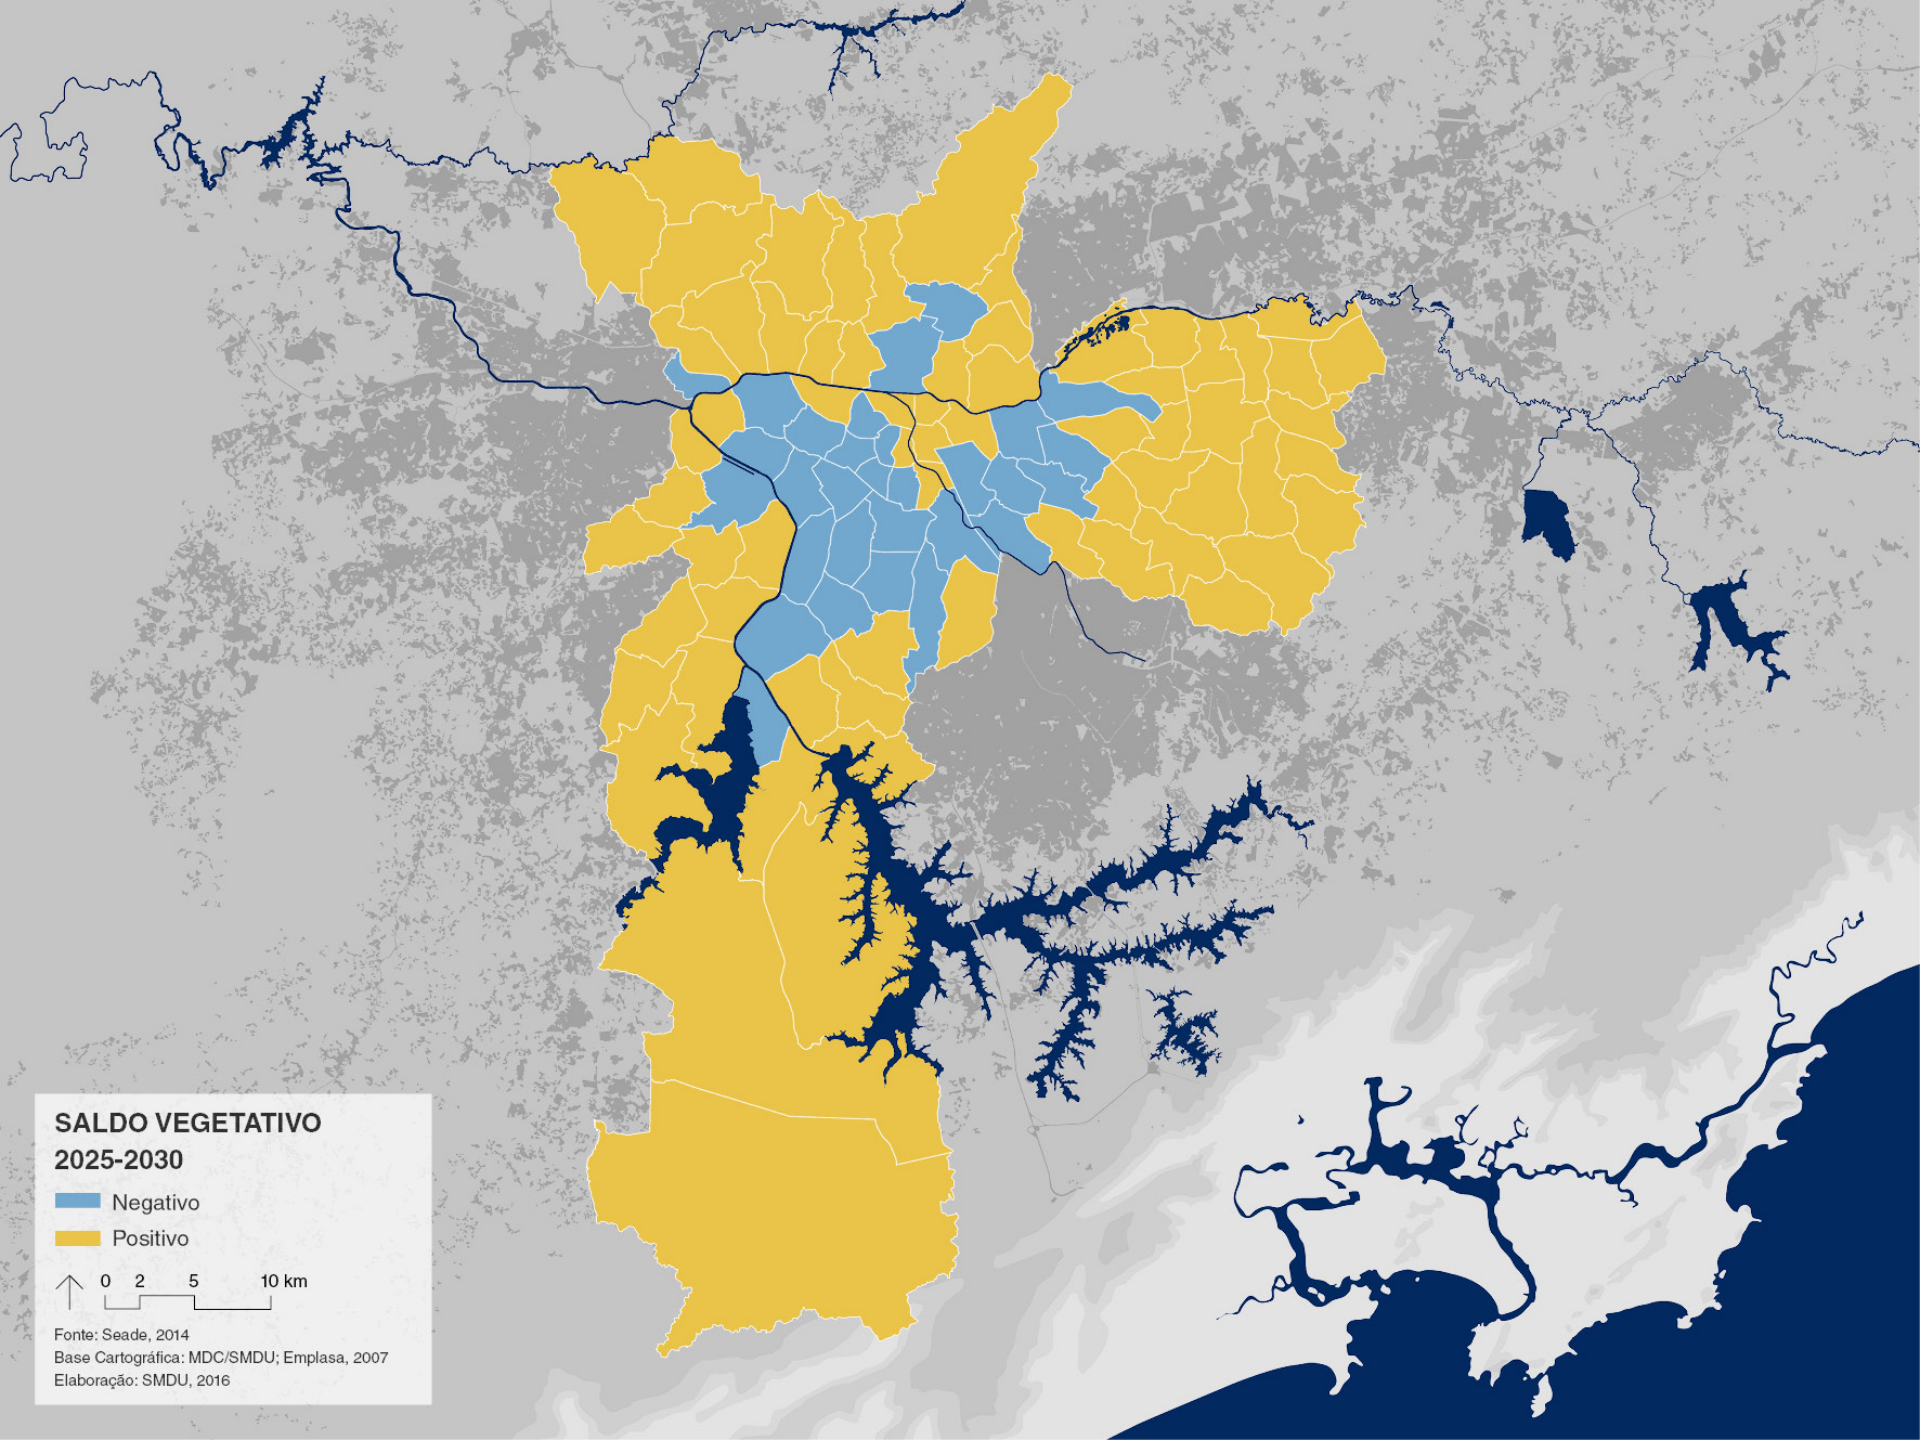 SALDO VEGETATIVO
2025-2030
Negativo
Positivo
0 2 5 10 km
Fonte: Seade, 2014
Base Cartográfica: MDC/SMDU; Emplasa, 2007
Elaboração: SMDU, 2016